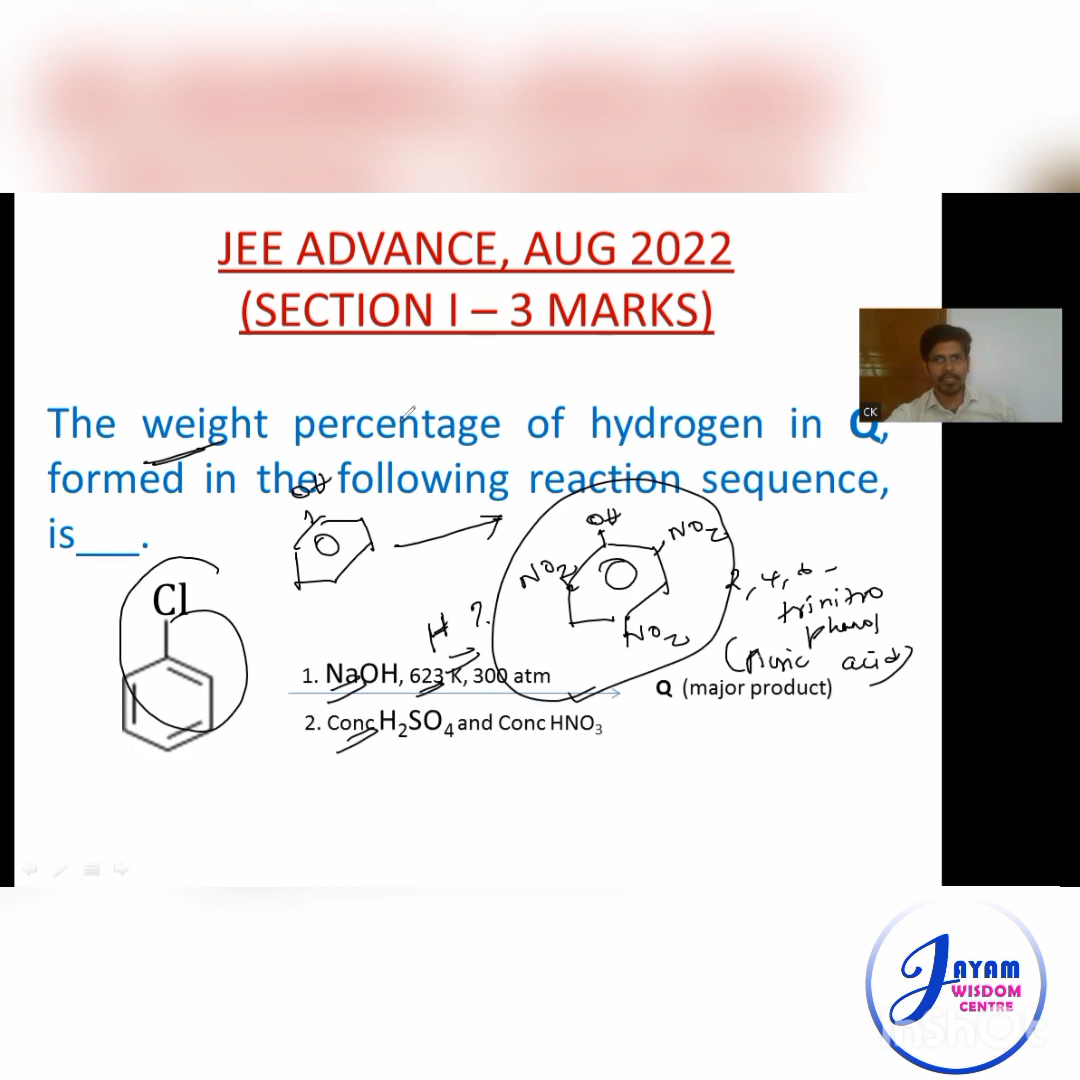 JEE ADVANCE, AUG 2022
(SECTION I – 3 MARKS)
The weight percentage of hydrogen in Q,
formed in the following reaction sequence,
is___.
CK
OH
OH
NO2
NO2
NO2
H ?
2, 4, 6 -
trinitro
phenol
(Picric acid)
Cl
1. NaOH, 623 K, 300 atm
2. Conc H₂SO₄ and Conc HNO₃
Q (major product)
JAYAM
WISDOM
CENTRE
InShOt